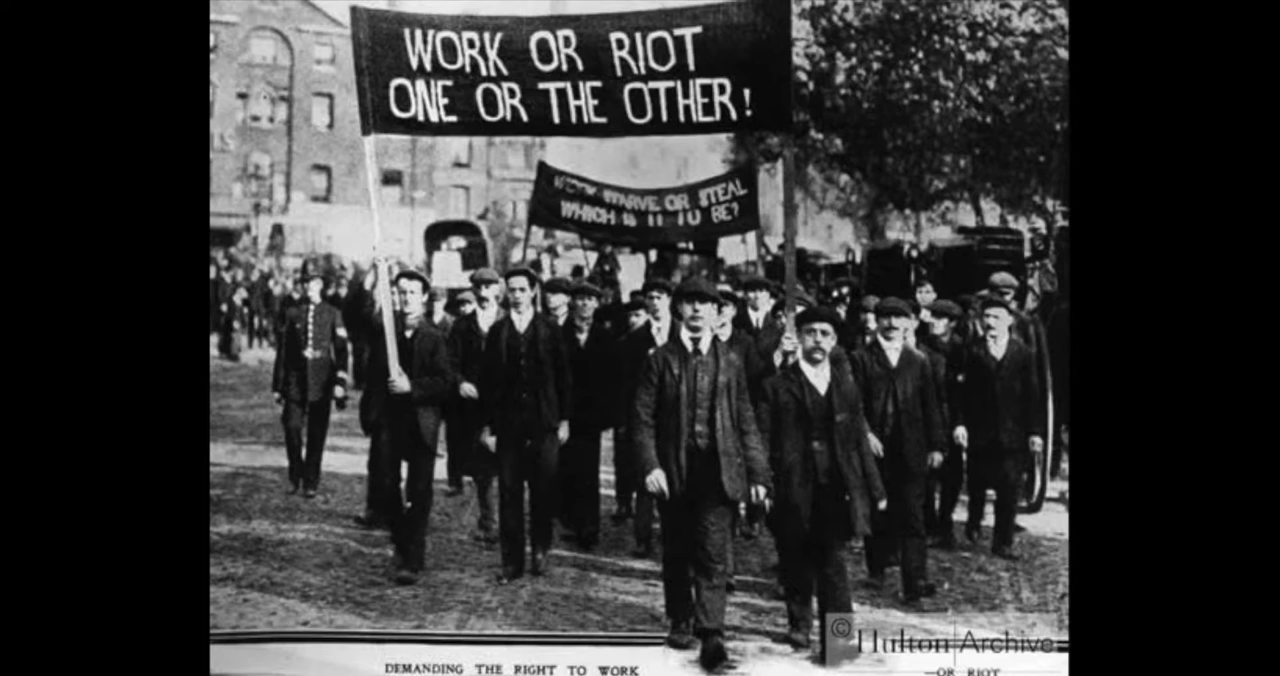 WORK OR RIOT
ONE OR THE OTHER!
STARVE OR STEAL
WHICH IS IT TO BE?
© Hulton Archive
DEMANDING THE RIGHT TO WORK
—OR RIOT